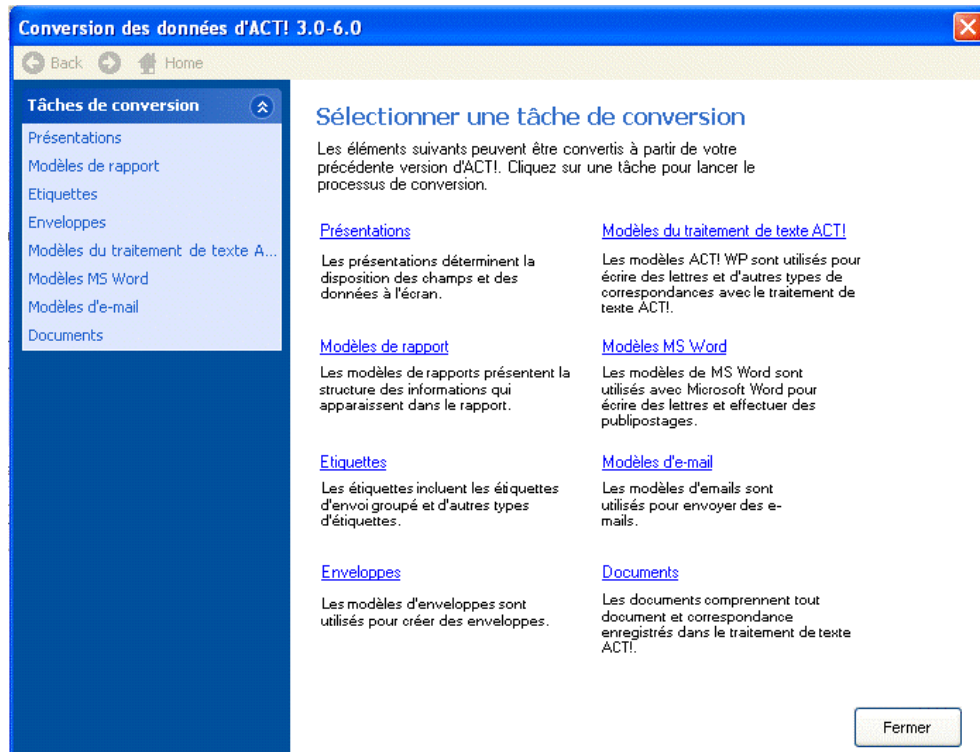 Conversion des données d'ACT! 3.0-6.0
Back Home
Tâches de conversion
Présentations
Modèles de rapport
Etiquettes
Enveloppes
Modèles du traitement de texte A...
Modèles MS Word
Modèles d'e-mail
Documents
Sélectionner une tâche de conversion
Les éléments suivants peuvent être convertis à partir de votre
précédente version d'ACT!. Cliquez sur une tâche pour lancer le
processus de conversion.
Présentations
Les présentations déterminent la
disposition des champs et des
données à l'écran.
Modèles du traitement de texte ACT!
Les modèles ACT! WP sont utilisés pour
écrire des lettres et d'autres types de
correspondances avec le traitement de
texte ACT!.
Modèles de rapport
Les modèles de rapports présentent la
structure des informations qui
apparaissent dans le rapport.
Modèles MS Word
Les modèles de MS Word sont
utilisés avec Microsoft Word pour
écrire des lettres et effectuer des
publipostages.
Etiquettes
Les étiquettes incluent les étiquettes
d'envoi groupé et d'autres types
d'étiquettes.
Modèles d'e-mail
Les modèles d'emails sont
utilisés pour envoyer des e-
mails.
Enveloppes
Les modèles d'enveloppes sont
utilisés pour créer des enveloppes.
Documents
Les documents comprennent tout
document et correspondance
enregistrés dans le traitement de texte
ACT!.
Fermer